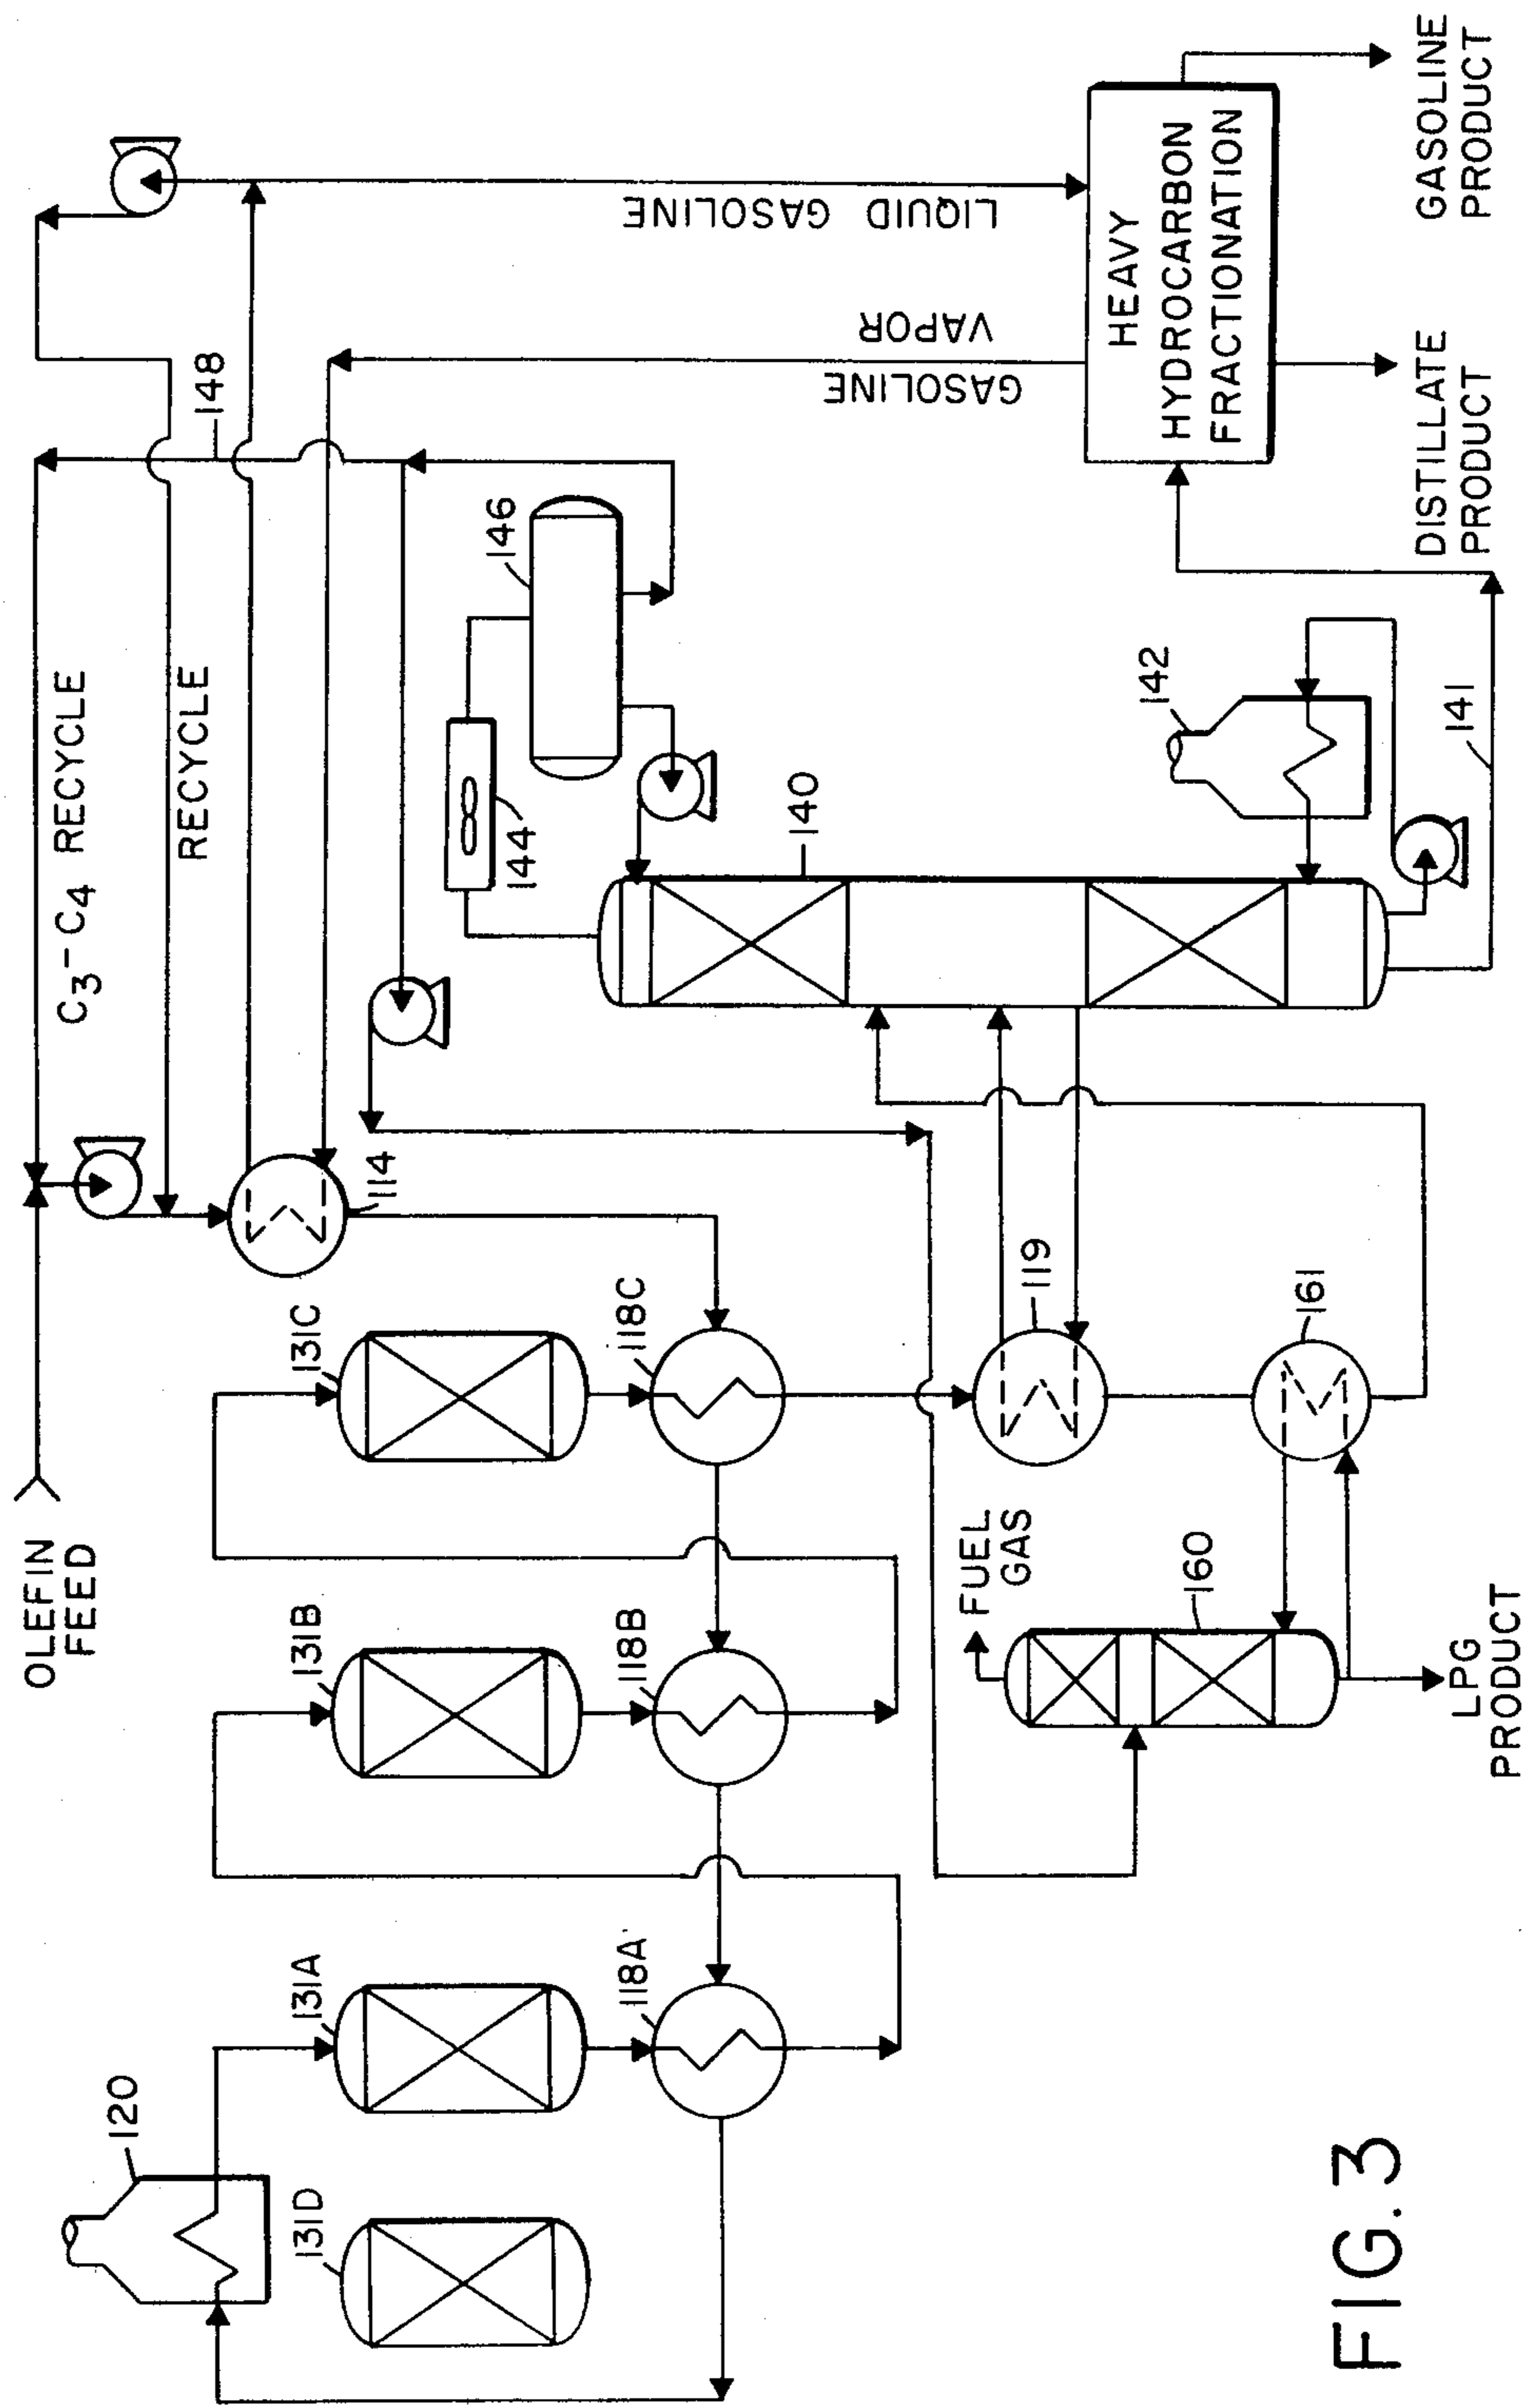 OLEFIN
FEED
C3-C4 RECYCLE
RECYCLE
148
120
131D
131A
131B
131C
118A
118B
118C
114
144
146
140
142
141
119
161
160
FUEL
GAS
LPG
PRODUCT
GASOLINE
VAPOR
LIQUID GASOLINE
HEAVY
HYDROCARBON
FRACTIONATION
DISTILLATE
PRODUCT
GASOLINE
PRODUCT
FIG. 3